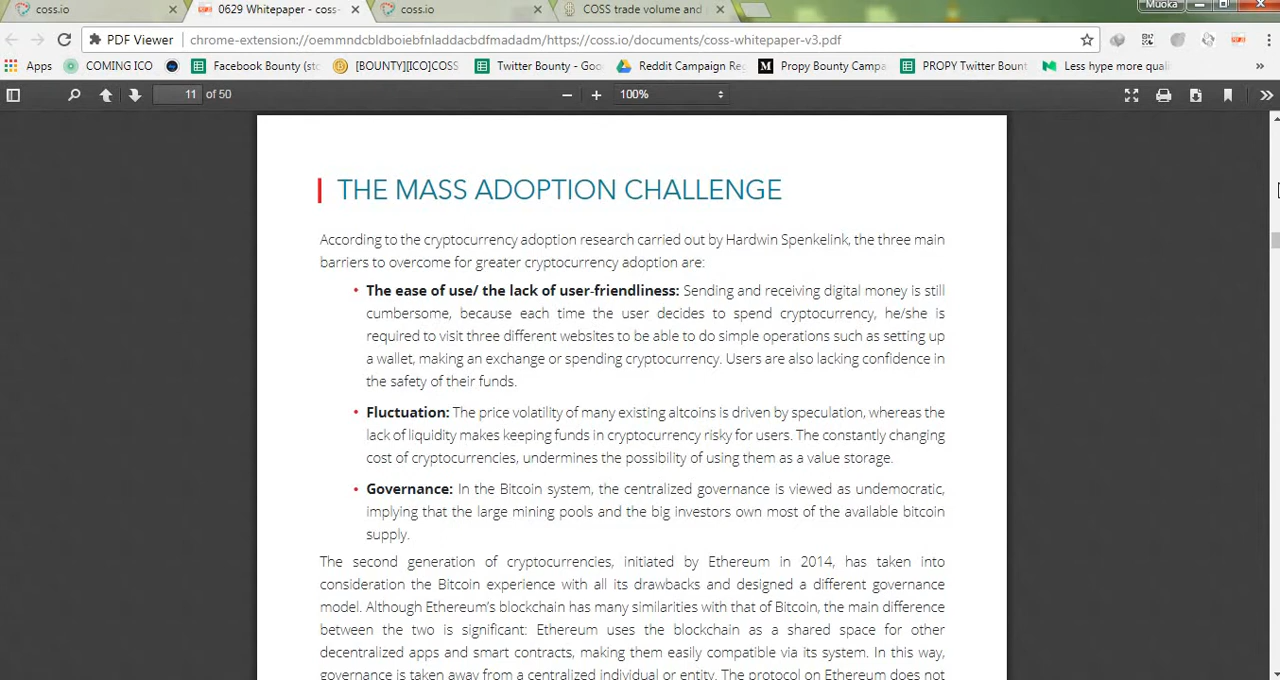 coss.io
0629 Whitepaper - coss-
coss.io
COSS trade volume and
Muoka
PDF Viewer
chrome-extension://oemmndcbldboiebfnladdacbdfmadadm/https://coss.io/documents/coss-whitepaper-v3.pdf
Apps
COMING ICO
Facebook Bounty (stc
[BOUNTY][ICO]COSS
Twitter Bounty - Goo
Reddit Campaign Reg
Propy Bounty Campa
PROPY Twitter Bount
Less hype more quali
»
11 of 50
100%
THE MASS ADOPTION CHALLENGE
According to the cryptocurrency adoption research carried out by Hardwin Spenkelink, the three main
barriers to overcome for greater cryptocurrency adoption are:
• The ease of use/ the lack of user-friendliness: Sending and receiving digital money is still
cumbersome, because each time the user decides to spend cryptocurrency, he/she is
required to visit three different websites to be able to do simple operations such as setting up
a wallet, making an exchange or spending cryptocurrency. Users are also lacking confidence in
the safety of their funds.
• Fluctuation: The price volatility of many existing altcoins is driven by speculation, whereas the
lack of liquidity makes keeping funds in cryptocurrency risky for users. The constantly changing
cost of cryptocurrencies, undermines the possibility of using them as a value storage.
• Governance: In the Bitcoin system, the centralized governance is viewed as undemocratic,
implying that the large mining pools and the big investors own most of the available bitcoin
supply.
The second generation of cryptocurrencies, initiated by Ethereum in 2014, has taken into
consideration the Bitcoin experience with all its drawbacks and designed a different governance
model. Although Ethereum's blockchain has many similarities with that of Bitcoin, the main difference
between the two is significant: Ethereum uses the blockchain as a shared space for other
decentralized apps and smart contracts, making them easily compatible via its system. In this way,
governance is taken away from a centralized individual or entity. The protocol on Ethereum does not